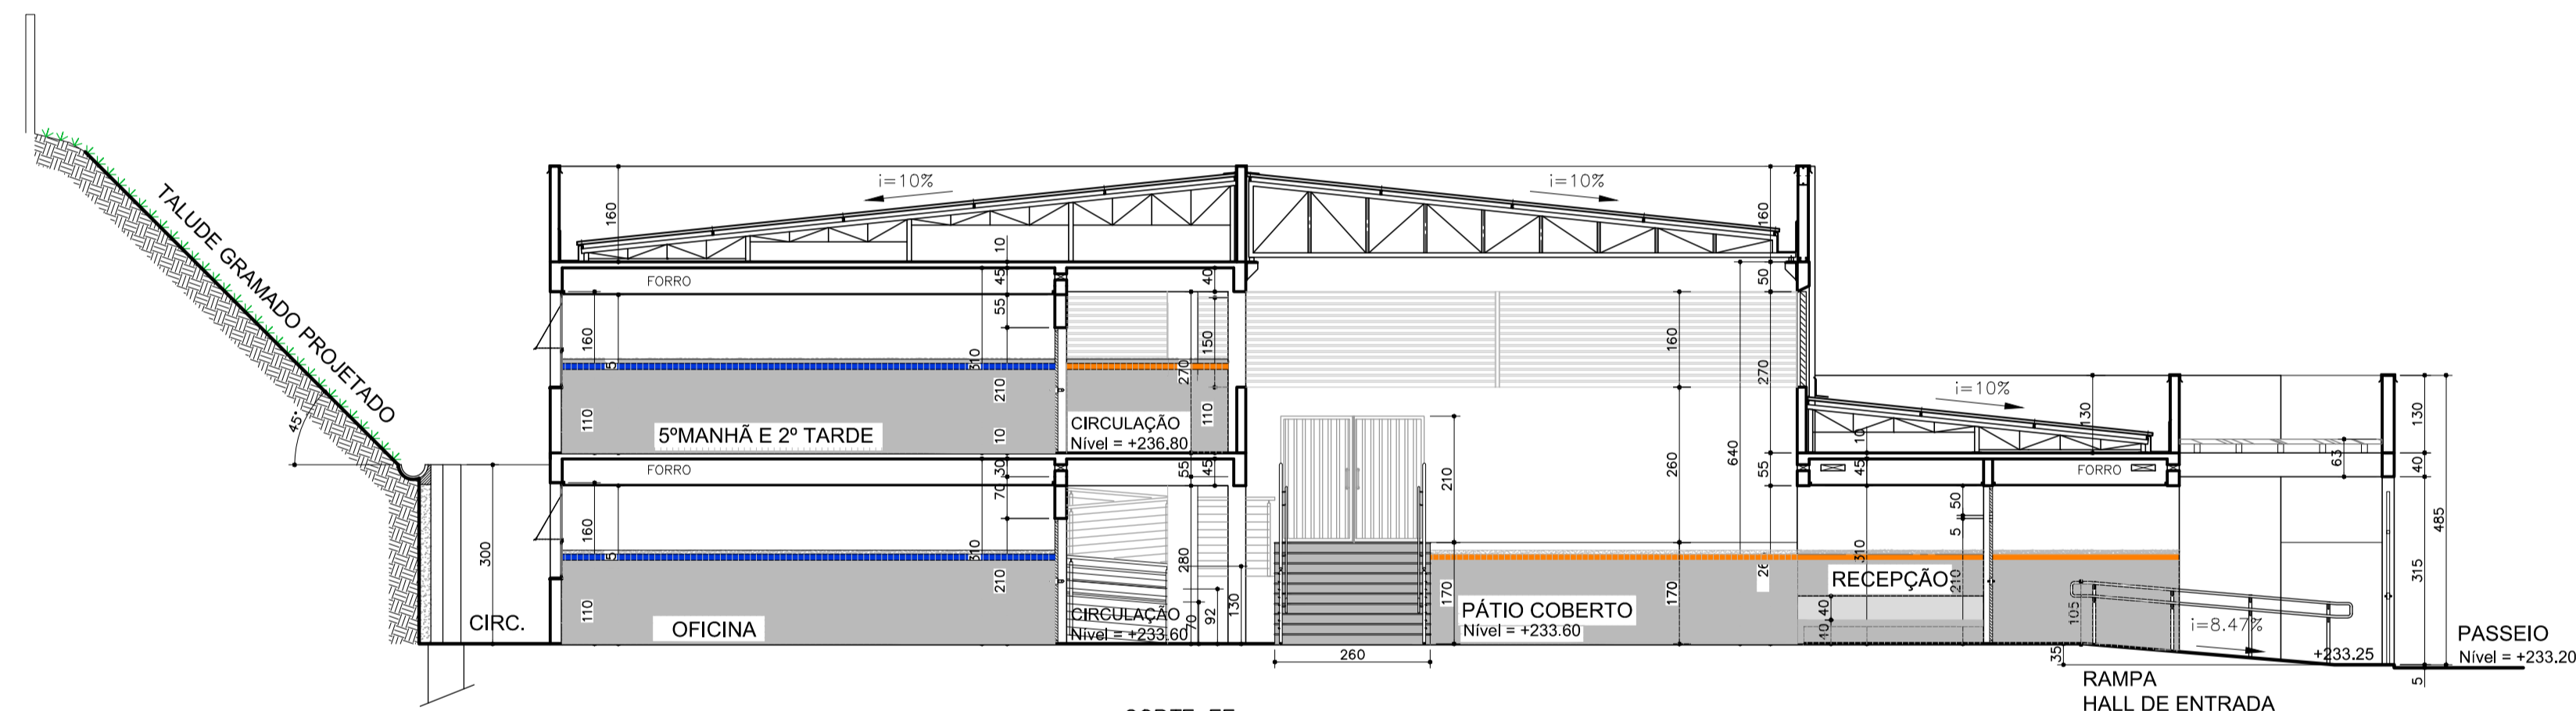 TALUDE GRAMADO PROJETADO
45°
i=10%
i=10%
160
160
10
FORRO
45
40
50
55
160
5
310
150
270
160
270
210
110
110
5ºMANHÃ E 2º TARDE
CIRCULAÇÃO
Nível = +236.80
10
i=10%
130
130
10
640
260
210
FORRO
30
55
45
55
45
FORRO
63
40
70
50
485
300
160
5
310
280
5
310
315
210
110
130
170
170
210
RECEPÇÃO
40
40
105
CIRC.
OFICINA
CIRCULAÇÃO
Nível = +233.60
70
92
PÁTIO COBERTO
Nível = +233.60
i=8.47%
+233.25
PASSEIO
Nível = +233.20
260
35
5
RAMPA
HALL DE ENTRADA